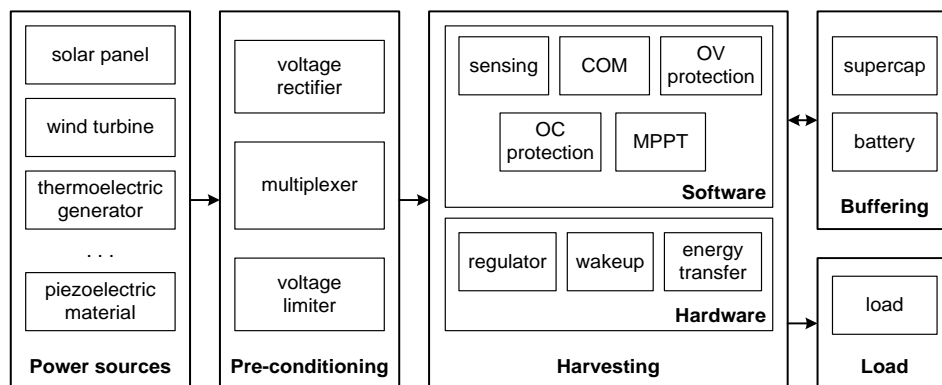 solar panel
wind turbine
thermoelectric
generator
. . .
piezoelectric
material
Power sources
voltage
rectifier
multiplexer
voltage
limiter
Pre-conditioning
sensing
COM
OV
protection
OC
protection
MPPT
Software
regulator
wakeup
energy
transfer
Hardware
Harvesting
supercap
battery
Buffering
load
Load